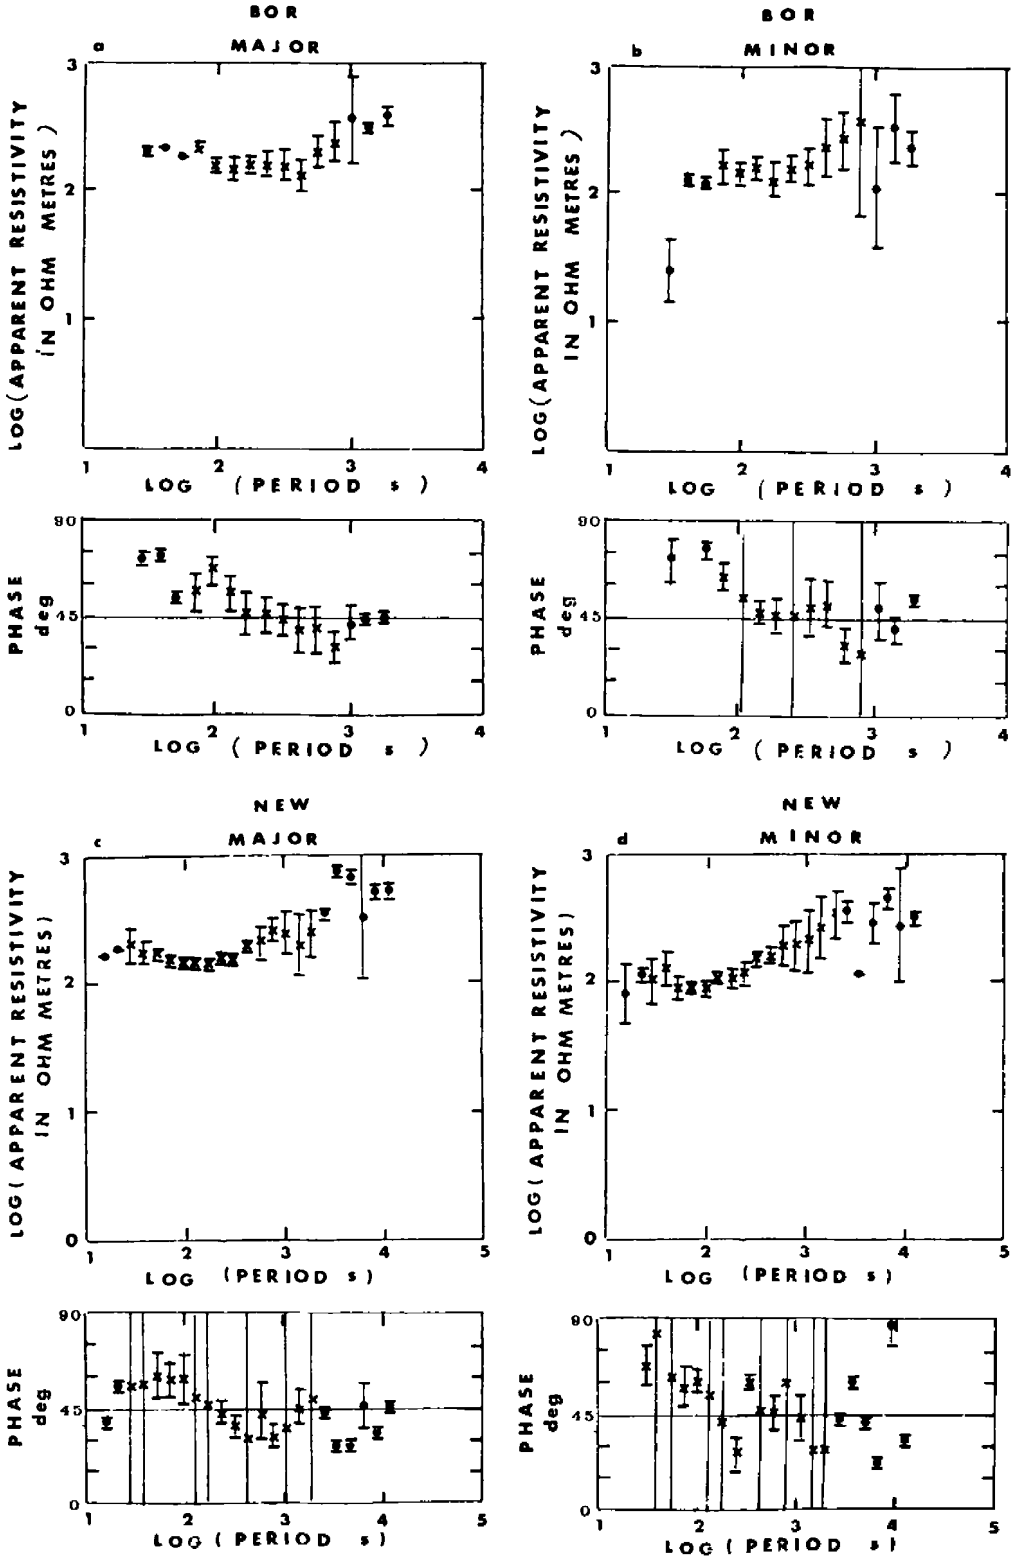 BOR
a MAJOR
3
2
1
LOG(APPARENT RESISTIVITY
IN OHM METRES)
1 2 3 4
LOG (PERIOD s)
90
45
0
PHASE
deg
1 2 3 4
LOG (PERIOD s)
BOR
b MINOR
3
2
1
LOG(APPARENT RESISTIVITY
IN OHM METRES)
1 2 3 4
LOG (PERIOD s)
90
45
0
PHASE
deg
1 2 3 4
LOG (PERIOD s)
NEW
c MAJOR
3
2
1
0
LOG(APPARENT RESISTIVITY
IN OHM METRES)
1 2 3 4 5
LOG (PERIOD s)
90
45
0
PHASE
deg
1 2 3 4 5
LOG (PERIOD s)
NEW
d MINOR
3
2
1
0
LOG(APPARENT RESISTIVITY
IN OHM METRES)
1 2 3 4 5
LOG (PERIOD s)
90
45
0
PHASE
deg
1 2 3 4 5
LOG (PERIOD s)